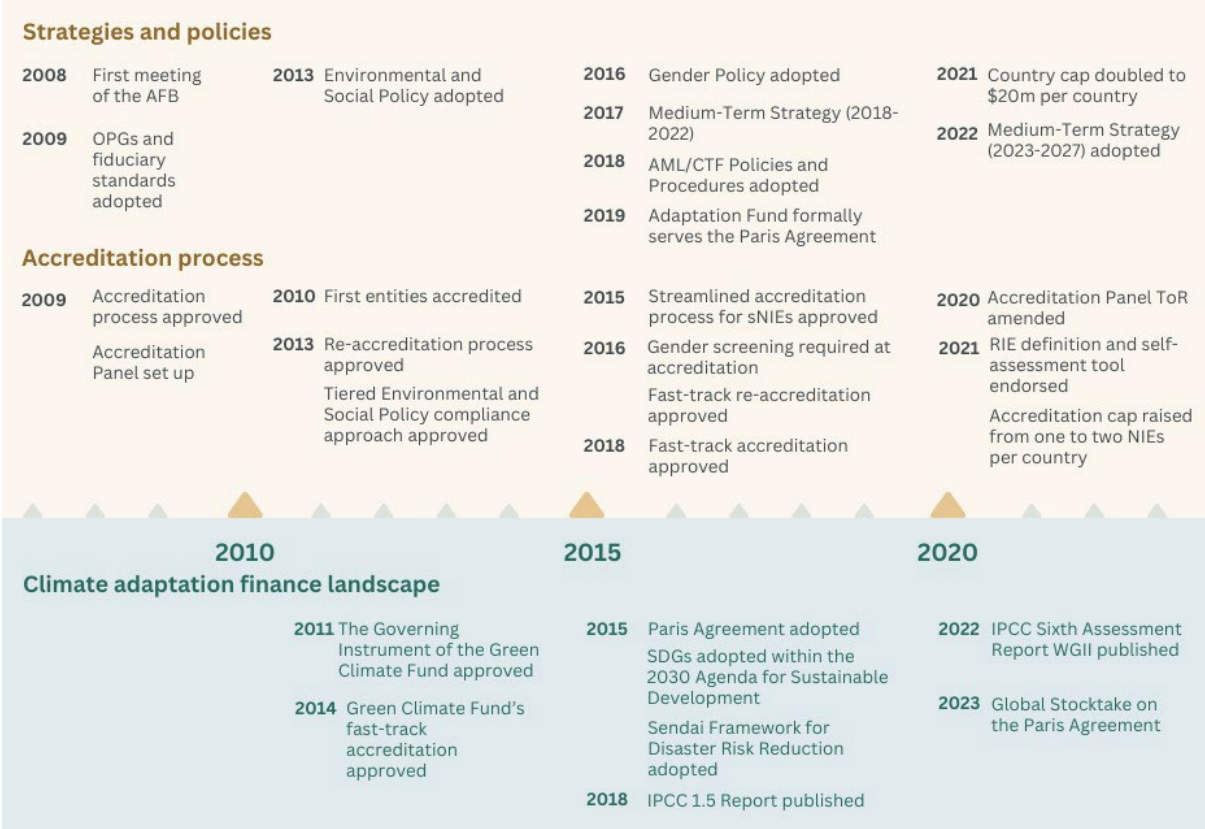 Strategies and policies
2008 First meeting
of the AFB
2009 OPGs and
fiduciary
standards
adopted
2013 Environmental and
Social Policy adopted
2016 Gender Policy adopted
2017 Medium-Term Strategy (2018-
2022)
2018 AML/CTF Policies and
Procedures adopted
2019 Adaptation Fund formally
serves the Paris Agreement
2021 Country cap doubled to
$20m per country
2022 Medium-Term Strategy
(2023-2027) adopted
Accreditation process
2009 Accreditation
process approved
Accreditation
Panel set up
2010 First entities accredited
2013 Re-accreditation process
approved
Tiered Environmental and
Social Policy compliance
approach approved
2015 Streamlined accreditation
process for sNIEs approved
2016 Gender screening required at
accreditation
Fast-track re-accreditation
approved
2018 Fast-track accreditation
approved
2020 Accreditation Panel ToR
amended
2021 RIE definition and self-
assessment tool
endorsed
Accreditation cap raised
from one to two NIEs
per country
2010
2015
2020
Climate adaptation finance landscape
2011 The Governing
Instrument of the Green
Climate Fund approved
2014 Green Climate Fund's
fast-track
accreditation
approved
2015 Paris Agreement adopted
SDGs adopted within the
2030 Agenda for Sustainable
Development
Sendai Framework for
Disaster Risk Reduction
adopted
2018 IPCC 1.5 Report published
2022 IPCC Sixth Assessment
Report WGII published
2023 Global Stocktake on
the Paris Agreement